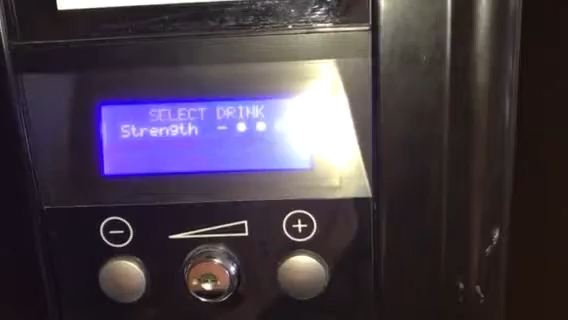 SELECT DRINK
Strength - ● ●
- +